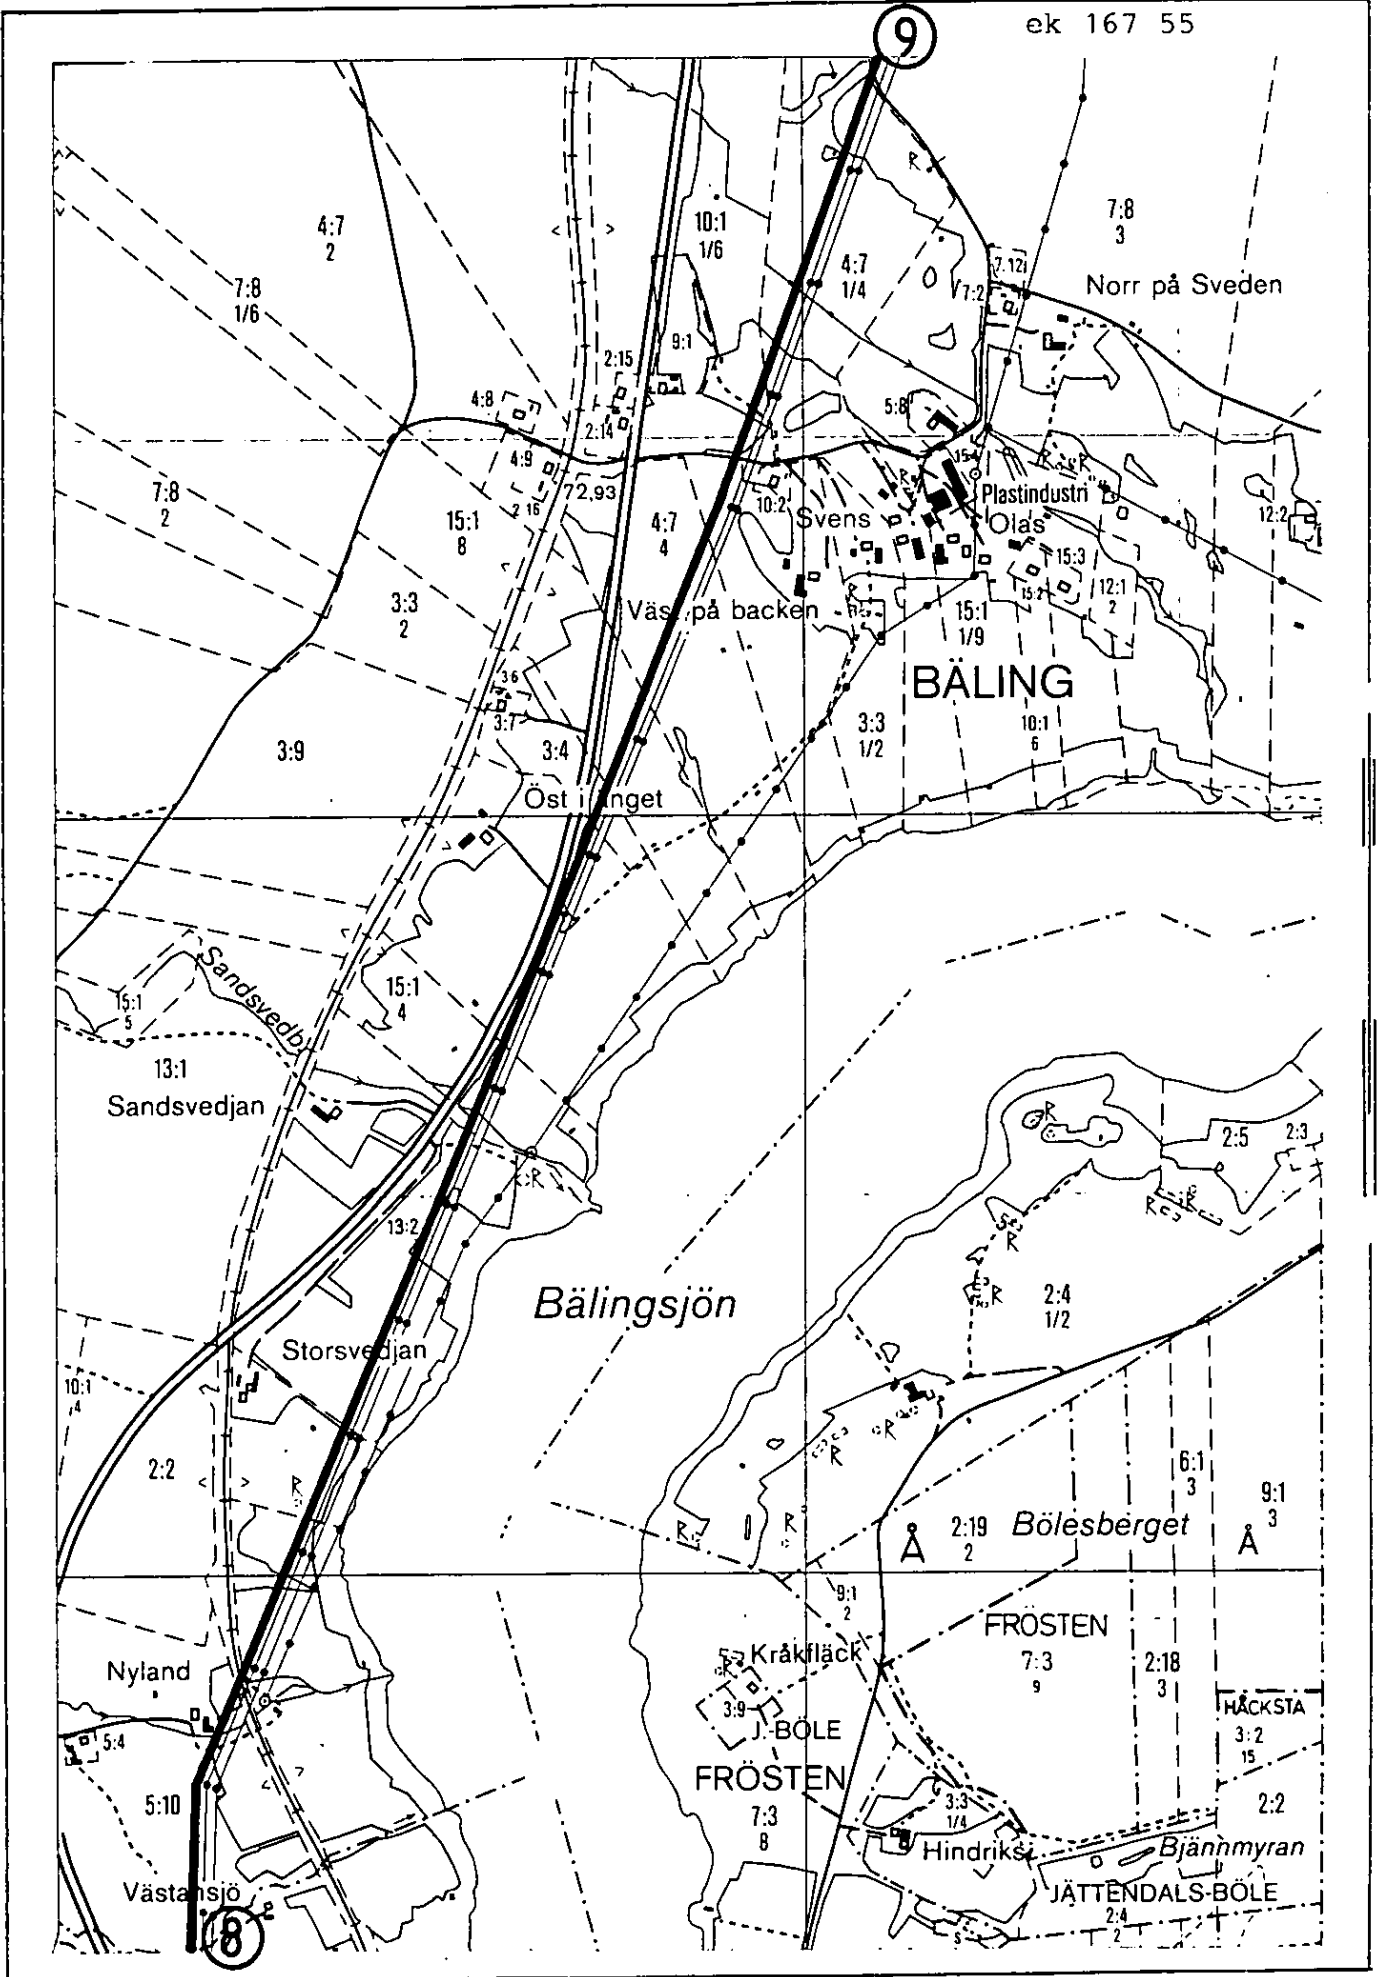 ek 167 55
9
R
4:7
2
10:1
1/6
7:8
3
7:8
1/6
4:7
1/4
7:12
7:2
Norr på Sveden
9:1
2:15
4:8
2:14
5:8
4:9
2 16
72,93
15:4
R
R
R
Plastindustri
7:8
2
15:1
8
4:7
4
10:2
Svens
Olas
12:2
15:3
15:2
12:1
2
3:3
2
Väst på backen
R
15:1
1/9
BÄLING
3:6
3:7
3:3
1/2
10:1
6
3:9
3:4
Öst i
nget
Sandsvedb.
15:1
5
15:1
4
13:1
Sandsvedjan
R
2:5
2:3
R
R
R
R
13:2
Bälingsjön
R
2:4
1/2
Storsvedjan
10:1
4
R
R
2:2
R
6:1
3
9:1
3
R
R
Å
2:19
2
Bölesberget
Å
9:1
2
FRÖSTEN
7:3
9
2:18
3
Nyland
R
Kråkfläck
3:9
J.-BÖLE
HÄCKSTA
3:2
15
5:4
FRÖSTEN
7:3
8
5:10
3:3
1/4
2:2
Hindriks
Bjännmyran
Västansjö
2
JÄTTENDALS-BÖLE
2:4
2
s
8